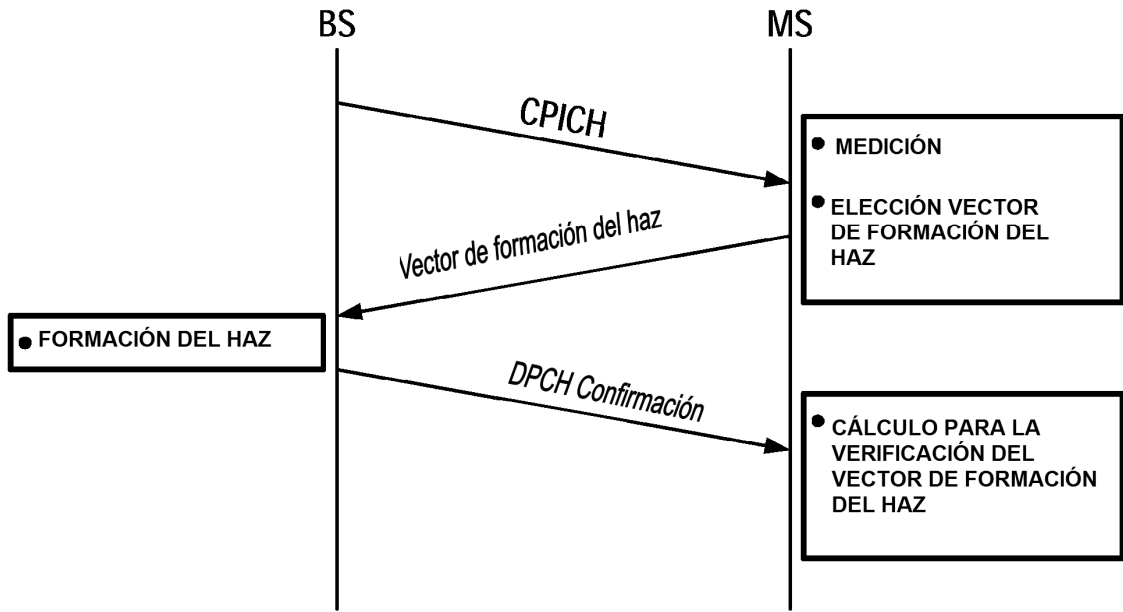 BS
MS
CPICH
• MEDICIÓN
• ELECCIÓN VECTOR
DE FORMACIÓN DEL
HAZ
Vector de formación del haz
• FORMACIÓN DEL HAZ
DPCH Confirmación
• CÁLCULO PARA LA
VERIFICACIÓN DEL
VECTOR DE FORMACIÓN
DEL HAZ